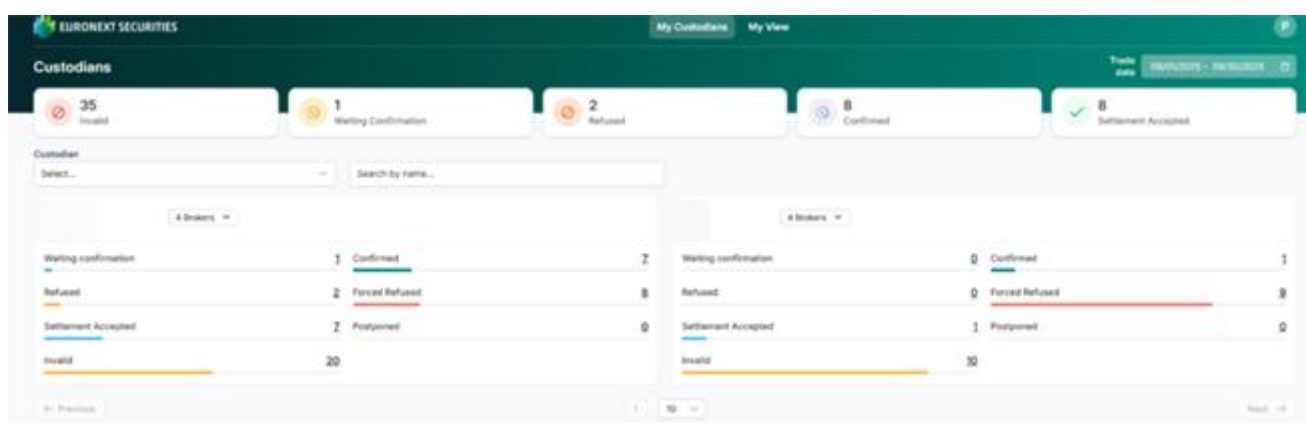 EURONEXT SECURITIES
My Custodians My View P
Custodians
Trade date
35
Invalid
1
Waiting Confirmation
2
Refused
8
Confirmed
8
Settlement Accepted
Custodian
Select...
Search by name...
4 Brokers
4 Brokers
Waiting confirmation 1 Confirmed 7 Waiting confirmation 0 Confirmed 1
Refused 2 Forced Refused 8 Refused 0 Forced Refused 9
Settlement Accepted 7 Postponed 0 Settlement Accepted 1 Postponed 0
Invalid 20 Invalid 10
← Previous 1 10 Next →